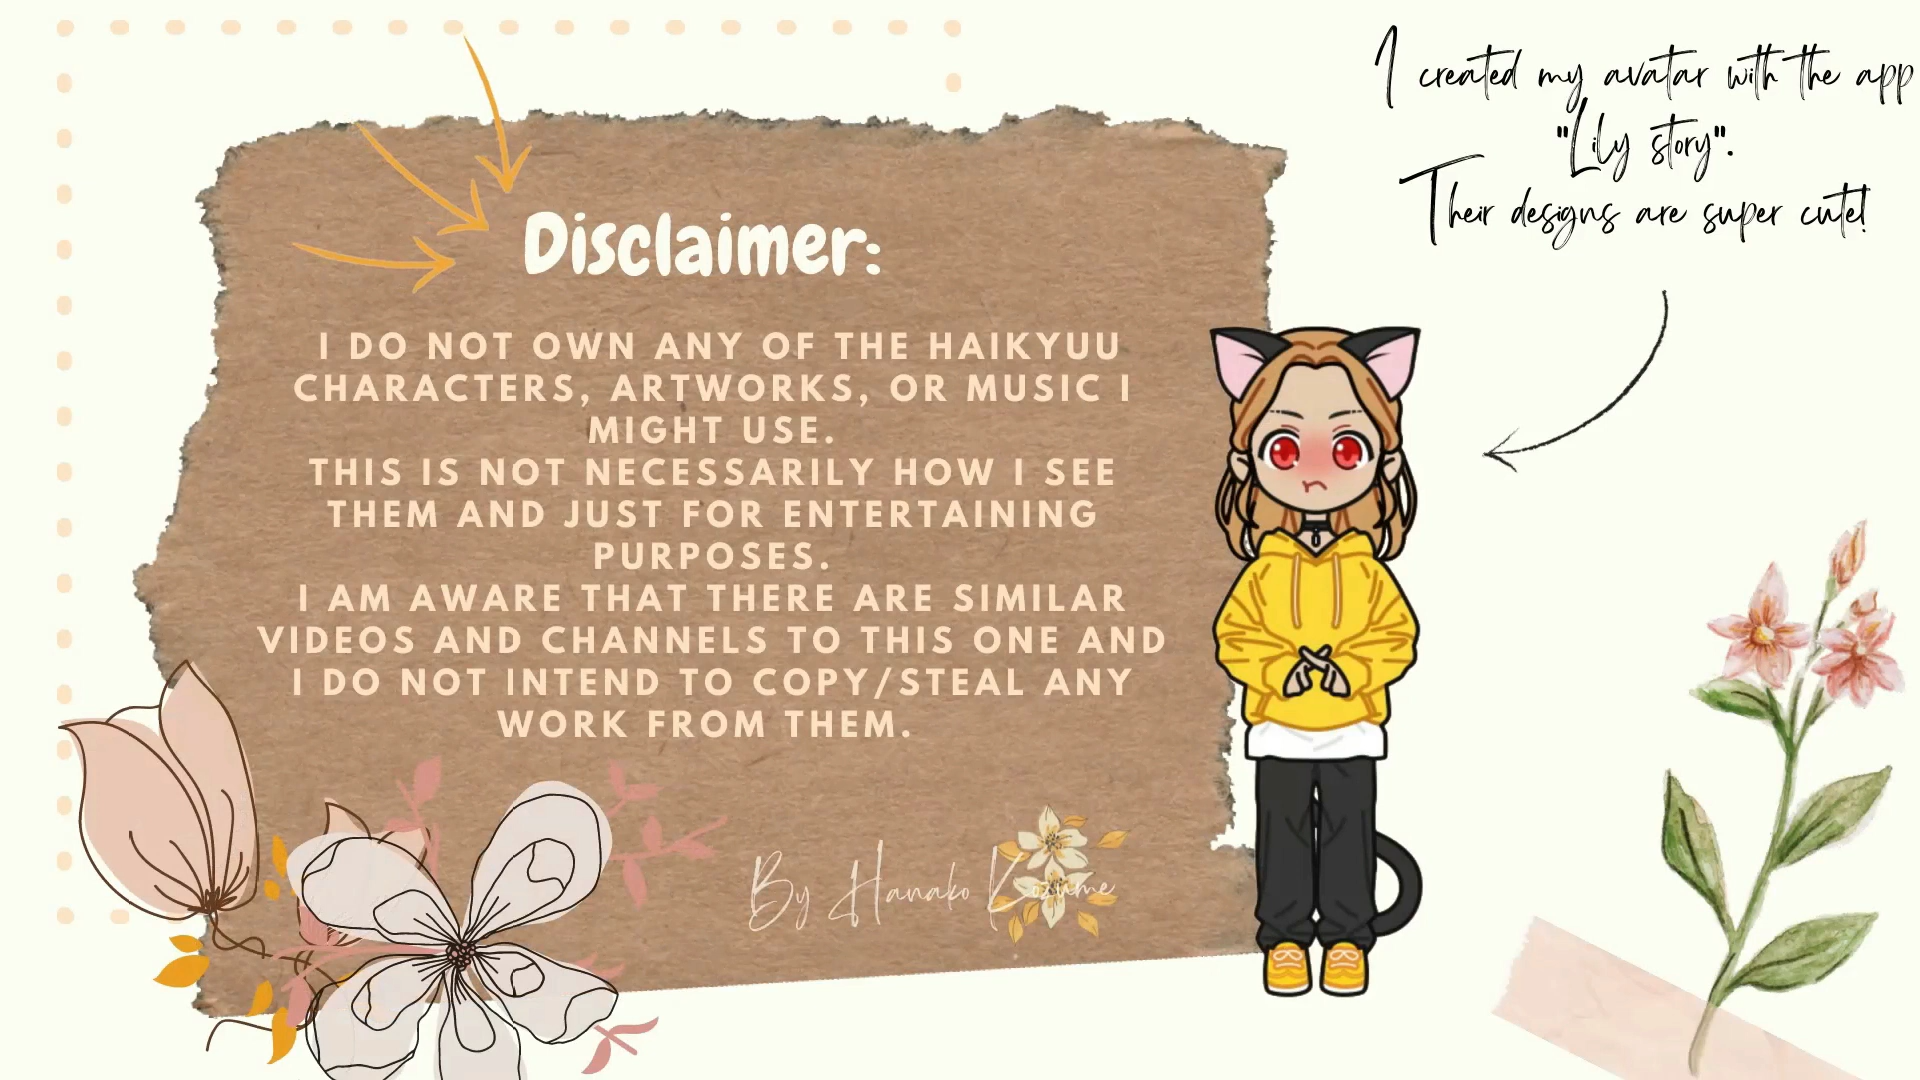 I created my avatar with the app
"Lily story".
Their designs are super cute!
Disclaimer:
I DO NOT OWN ANY OF THE HAIKYUU
CHARACTERS, ARTWORKS, OR MUSIC I
MIGHT USE.
THIS IS NOT NECESSARILY HOW I SEE
THEM AND JUST FOR ENTERTAINING
PURPOSES.
I AM AWARE THAT THERE ARE SIMILAR
VIDEOS AND CHANNELS TO THIS ONE AND
I DO NOT INTEND TO COPY/STEAL ANY
WORK FROM THEM.
By Hanako Kozume